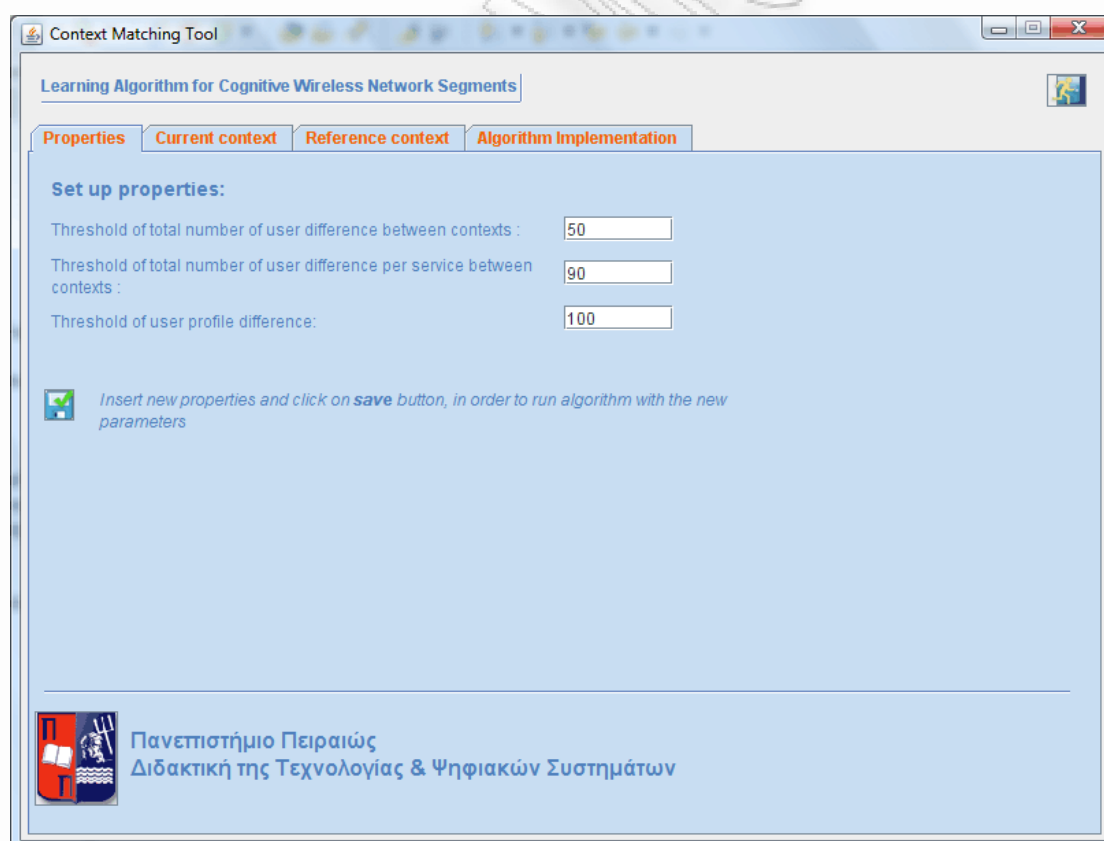 Context Matching Tool
Learning Algorithm for Cognitive Wireless Network Segments
Properties
Current context
Reference context
Algorithm Implementation
Set up properties:
Threshold of total number of user difference between contexts :
50
Threshold of total number of user difference per service between
contexts :
90
Threshold of user profile difference:
100
Insert new properties and click on save button, in order to run algorithm with the new
parameters
Π
Π
Πανεπιστήμιο Πειραιώς
Διδακτική της Τεχνολογίας & Ψηφιακών Συστημάτων